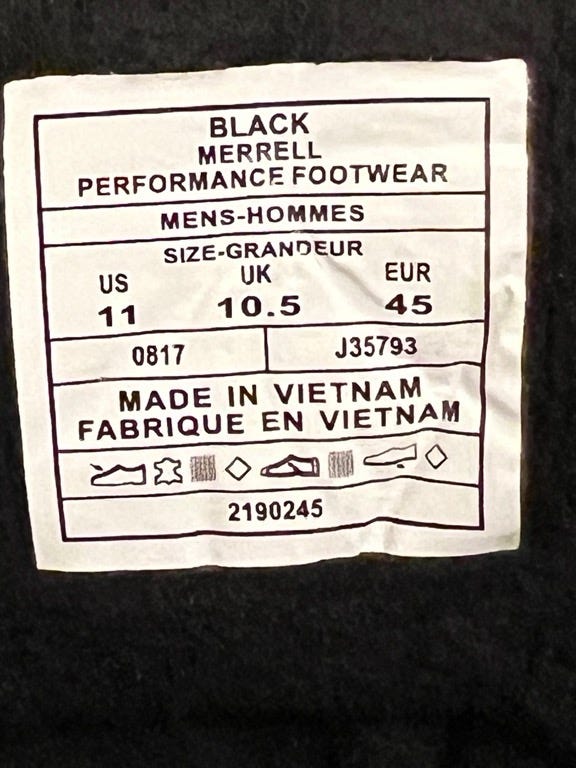 BLACK
MERRELL
PERFORMANCE FOOTWEAR
MENS-HOMMES
SIZE-GRANDEUR
US UK EUR
11 10.5 45
0817 J35793
MADE IN VIETNAM
FABRIQUE EN VIETNAM
2190245